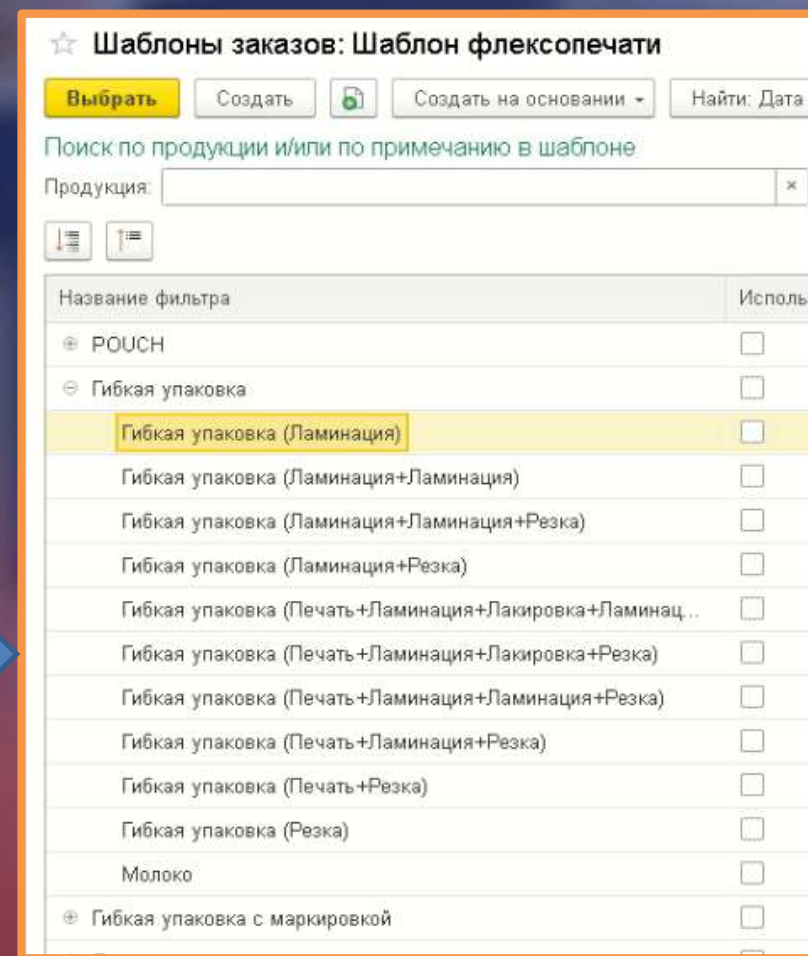 Шаблоны заказов: Шаблон флексопечати
Выбрать Создать Создать на основании Найти: Дата
Поиск по продукции и/или по примечанию в шаблоне
Продукция:
Название фильтра Исполь
POUCH
Гибкая упаковка
Гибкая упаковка (Ламинация)
Гибкая упаковка (Ламинация+Ламинация)
Гибкая упаковка (Ламинация+Ламинация+Резка)
Гибкая упаковка (Ламинация+Резка)
Гибкая упаковка (Печать+Ламинация+Лакировка+Ламинац...
Гибкая упаковка (Печать+Ламинация+Лакировка+Резка)
Гибкая упаковка (Печать+Ламинация+Ламинация+Резка)
Гибкая упаковка (Печать+Ламинация+Резка)
Гибкая упаковка (Печать+Резка)
Гибкая упаковка (Резка)
Молоко
Гибкая упаковка с маркировкой